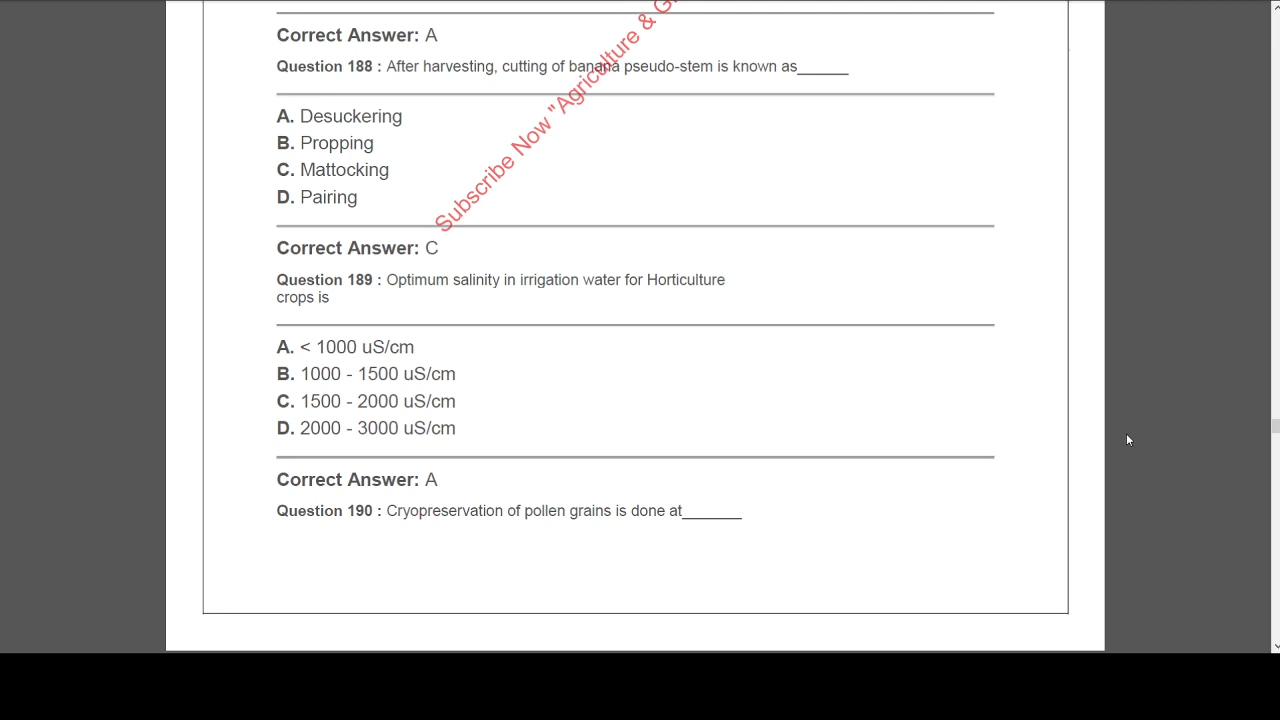 Correct Answer: A
Question 188 : After harvesting, cutting of banana pseudo-stem is known as______
A. Desuckering
B. Propping
C. Mattocking
D. Pairing
Subscribe Now "Agriculture &
Correct Answer: C
Question 189 : Optimum salinity in irrigation water for Horticulture
crops is
A. < 1000 uS/cm
B. 1000 - 1500 uS/cm
C. 1500 - 2000 uS/cm
D. 2000 - 3000 uS/cm
Correct Answer: A
Question 190 : Cryopreservation of pollen grains is done at_______